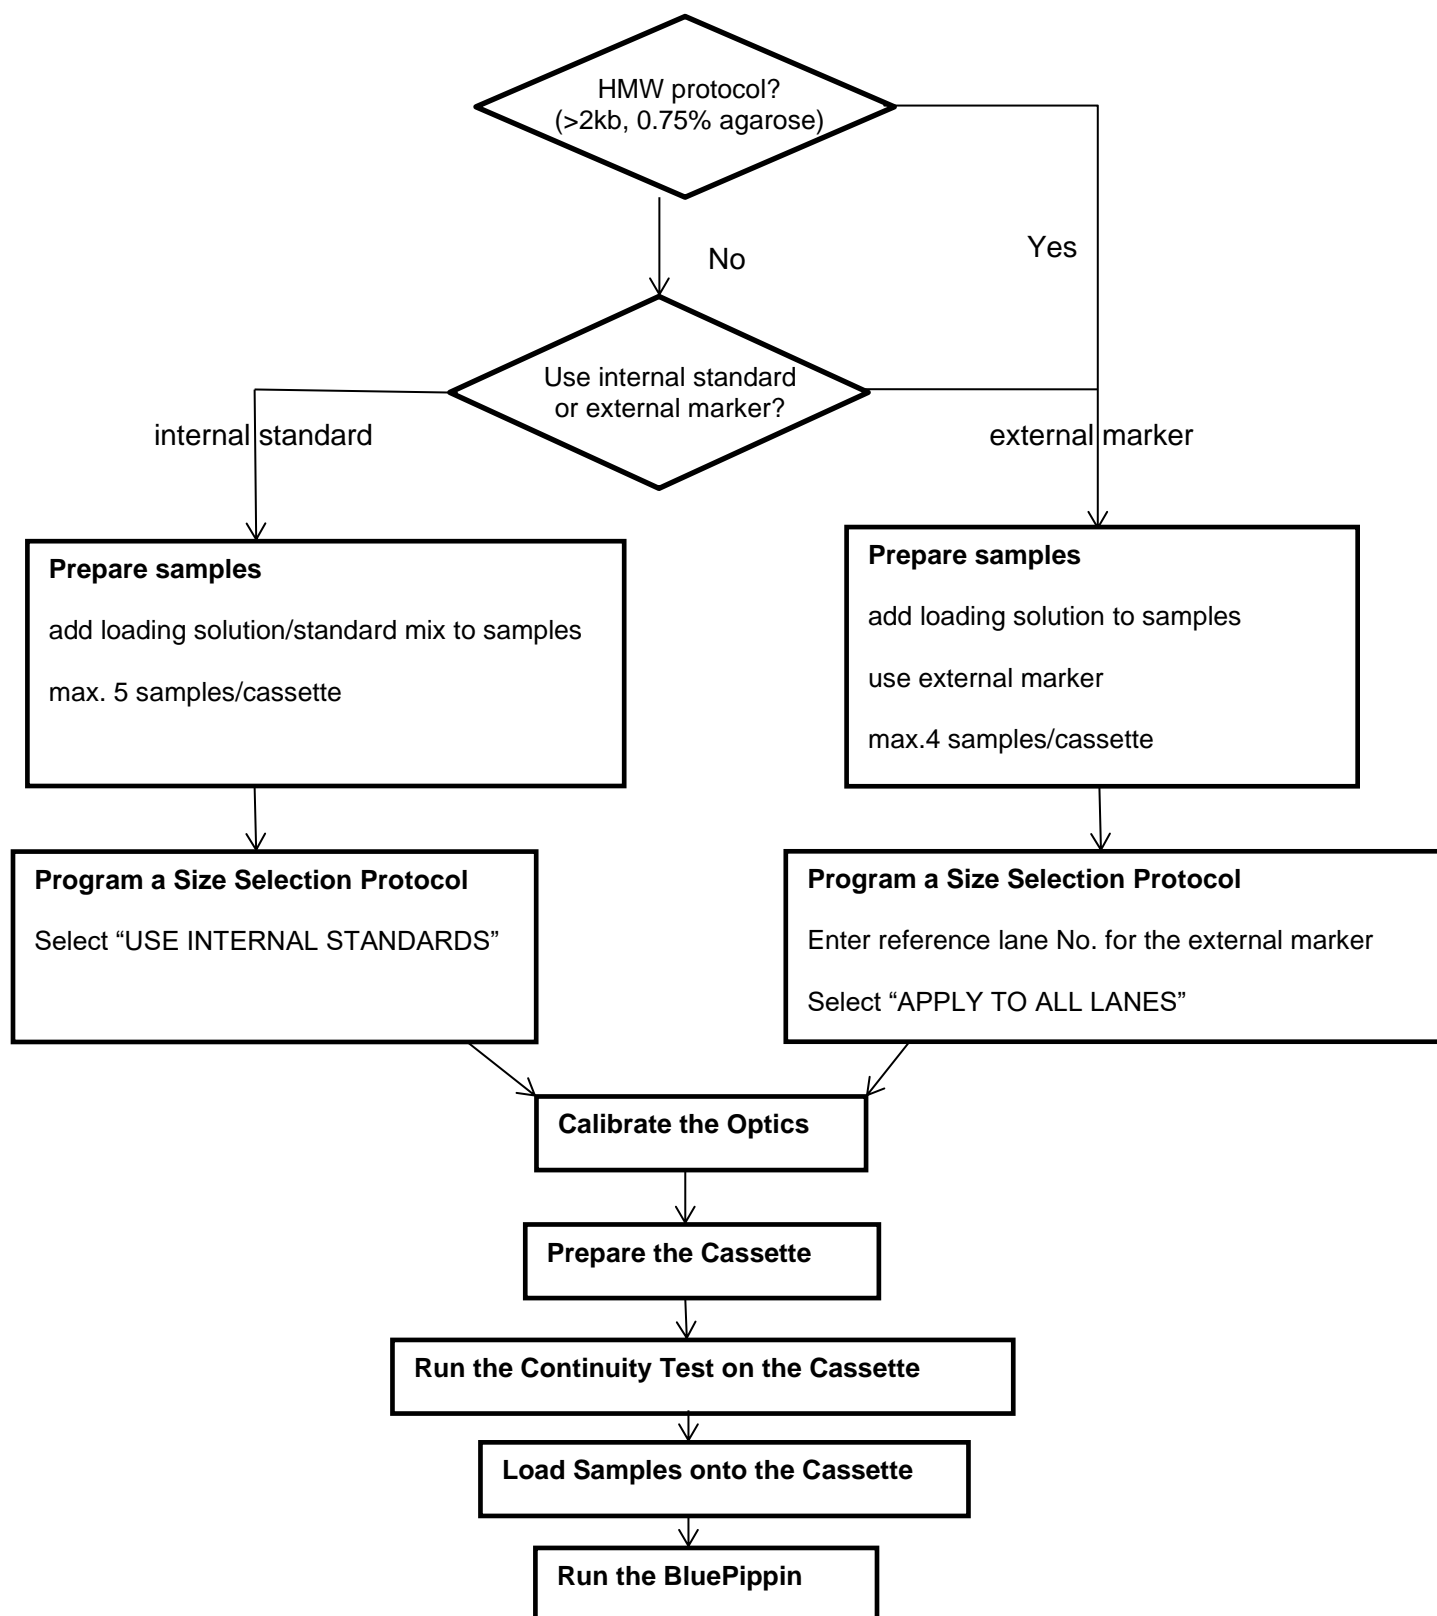 HMW protocol?
(>2kb, 0.75% agarose)
No
Yes
Use internal standard
or external marker?
internal standard
external marker
Prepare samples
add loading solution/standard mix to samples
max. 5 samples/cassette
Prepare samples
add loading solution to samples
use external marker
max.4 samples/cassette
Program a Size Selection Protocol
Select “USE INTERNAL STANDARDS”
Program a Size Selection Protocol
Enter reference lane No. for the external marker
Select “APPLY TO ALL LANES”
Calibrate the Optics
Prepare the Cassette
Run the Continuity Test on the Cassette
Load Samples onto the Cassette
Run the BluePippin